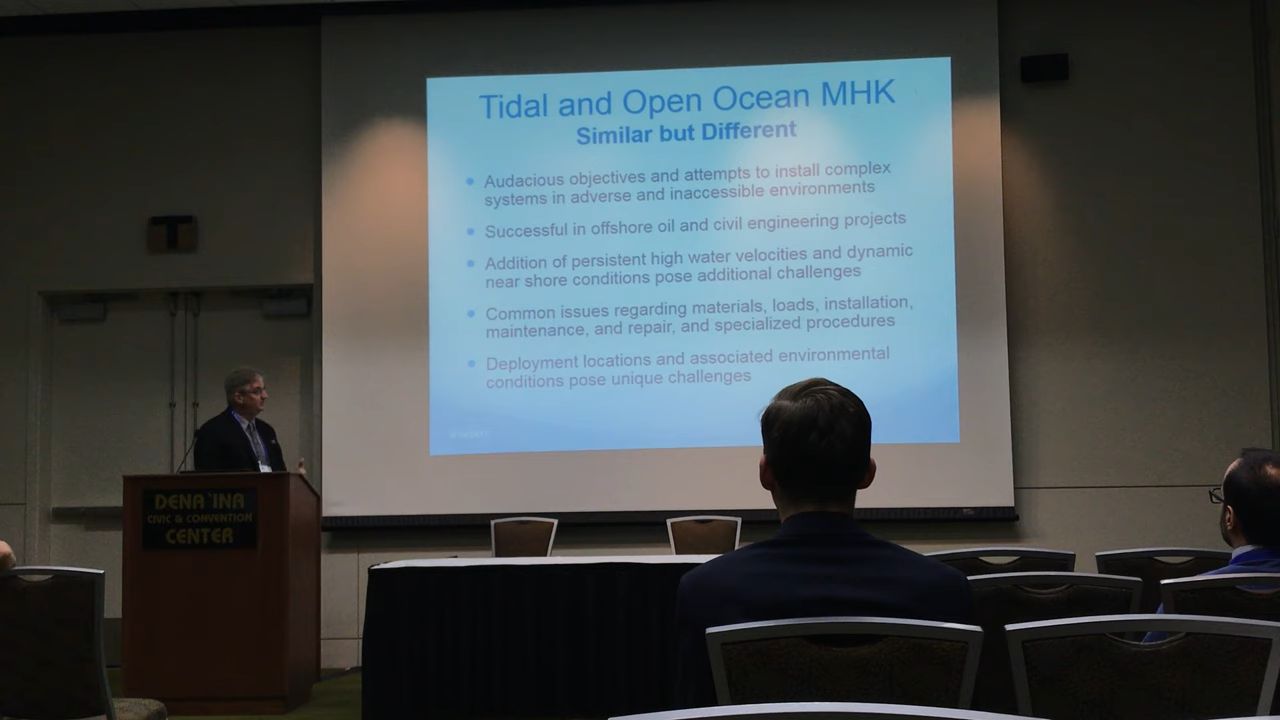 Tidal and Open Ocean MHK
Similar but Different
Audacious objectives and attempts to install complex
systems in adverse and inaccessible environments
Successful in offshore oil and civil engineering projects
Addition of persistent high water velocities and dynamic
near shore conditions pose additional challenges
Common issues regarding materials, loads, installation,
maintenance, and repair, and specialized procedures
Deployment locations and associated environmental
conditions pose unique challenges
T
DENA'INA
CIVIC & CONVENTION
CENTER